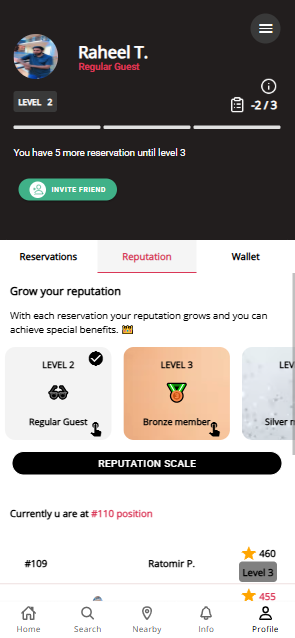 Raheel T.
Regular Guest
LEVEL 2
-2 / 3
You have 5 more reservation until level 3
INVITE FRIEND
Reservations
Reputation
Wallet
Grow your reputation
With each reservation your reputation grows and you can
achieve special benefits.
LEVEL 2
Regular Guest
LEVEL 3
Bronze member
LEV
Silver m
REPUTATION SCALE
Currently u are at #110 position
#109
Ratomir P.
460
Level 3
455
Home
Search
Nearby
Info
Profile